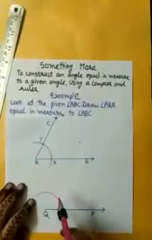 Something More
To construct an angle equal in measure
to a given angle, Using a Compass and
ruler.
Example
Look at the given ∠ABC. Draw ∠PQR
equal in measure, to ∠ABC
C
Y
B X A
Q R